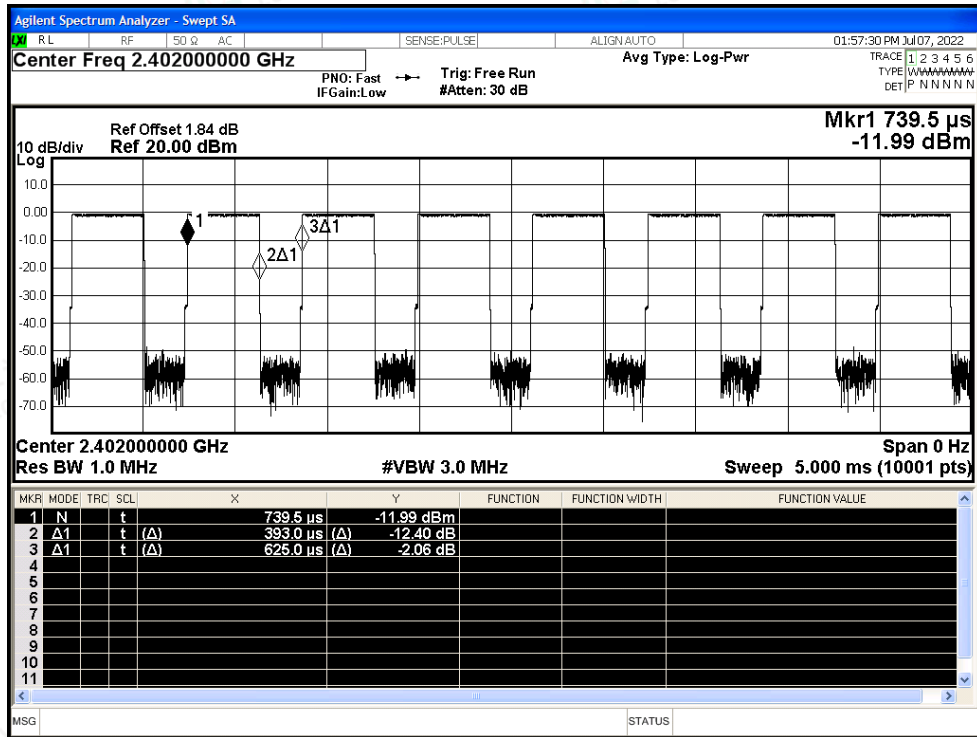 Agilent Spectrum Analyzer - Swept SA
LXI RL RF 50 Ω AC SENSE:PULSE ALIGN AUTO 01:57:30 PM Jul 07, 2022
Center Freq 2.402000000 GHz
PNO: Fast
IFGain:Low
Trig: Free Run
#Atten: 30 dB
Avg Type: Log-Pwr
TRACE 1 2 3 4 5 6
TYPE
DET P N N N N N
Mkr1 739.5 µs
-11.99 dBm
Ref Offset 1.84 dB
10 dB/div Ref 20.00 dBm
Log
10.0
0.00
-10.0
-20.0
-30.0
-40.0
-50.0
-60.0
-70.0
1
2Δ1
3Δ1
Center 2.402000000 GHz Span 0 Hz
Res BW 1.0 MHz #VBW 3.0 MHz Sweep 5.000 ms (10001 pts)
MKR MODE TRC SCL X Y FUNCTION FUNCTION WIDTH FUNCTION VALUE
1 N t 739.5 µs -11.99 dBm
2 Δ1 t (Δ) 393.0 µs (Δ) -12.40 dB
3 Δ1 t (Δ) 625.0 µs (Δ) -2.06 dB
4
5
6
7
8
9
10
11
MSG STATUS